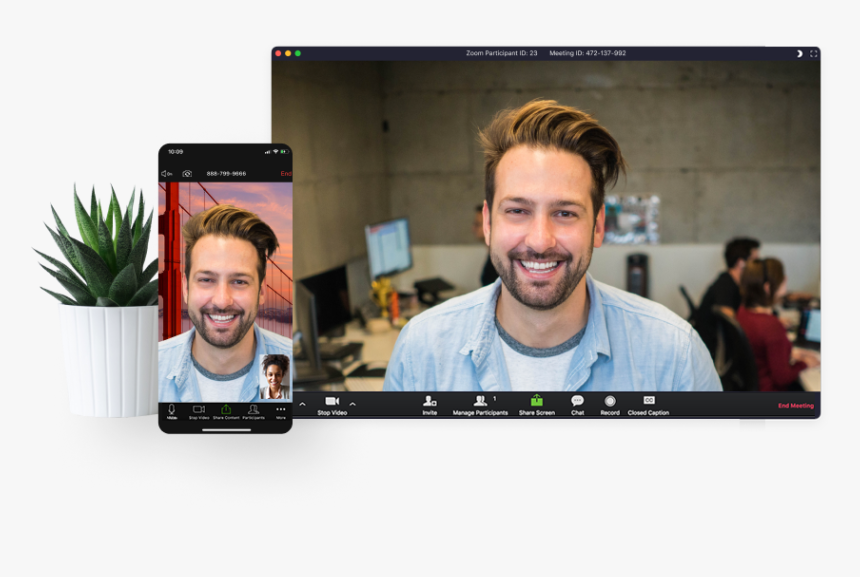 Zoom Participant ID: 23 Meeting ID: 472-137-992
10:09
888-799-9666 End
Stop Video Share Content Participants More
Stop Video Invite Manage Participants 1 Share Screen Chat Record Closed Caption End Meeting